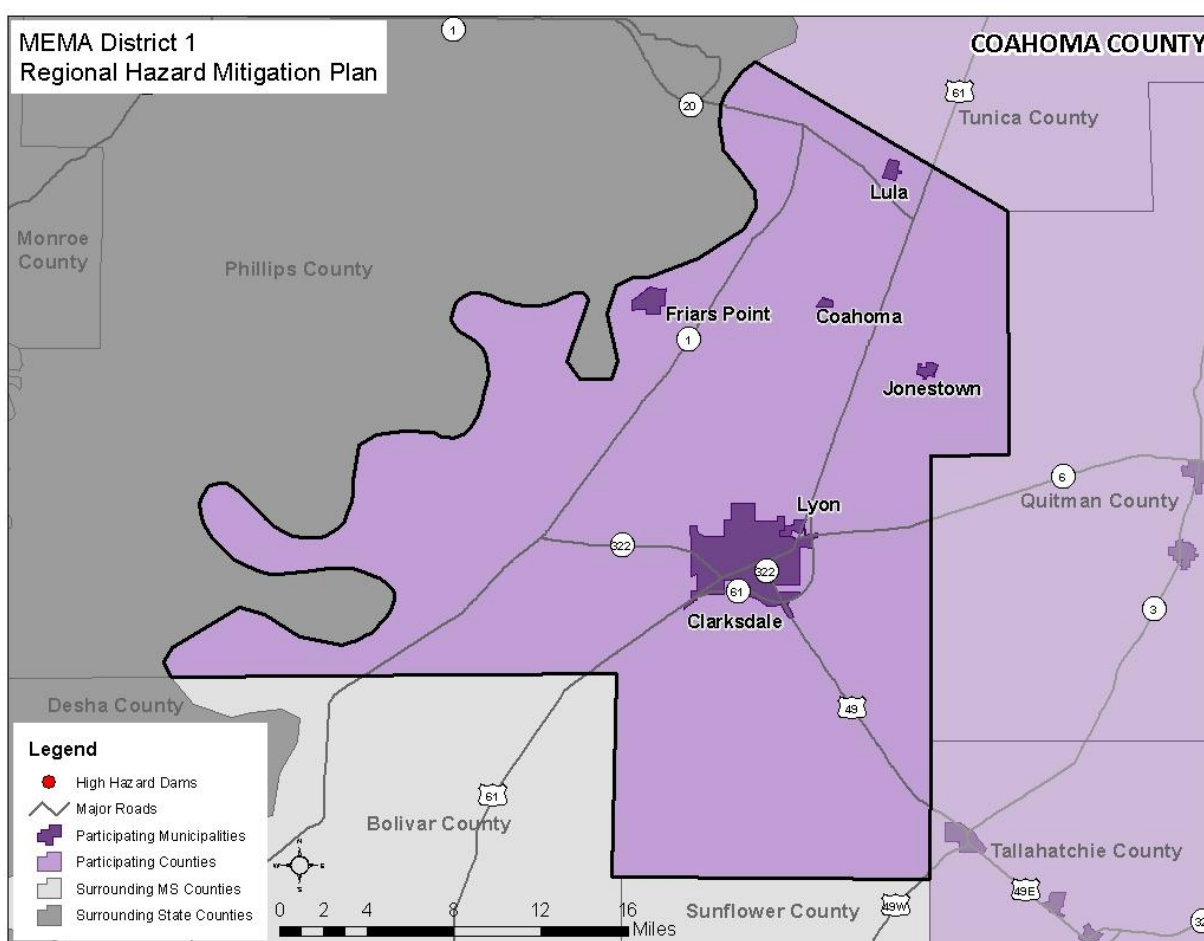 MEMA District 1
Regional Hazard Mitigation Plan
COAHOMA COUNTY
1
20
61
Tunica County
Lula
Monroe
County
Phillips County
Friars Point
Coahoma
1
Jonestown
6
Quitman County
Lyon
322
322
61
Clarksdale
3
Desha County
49
Legend
High Hazard Dams
Major Roads
Participating Municipalities
Participating Counties
Surrounding MS Counties
Surrounding State Counties
61
Bolivar County
N
W
E
S
0 2 4 8 12 16
Miles
Tallahatchie County
49E
49W
Sunflower County
32